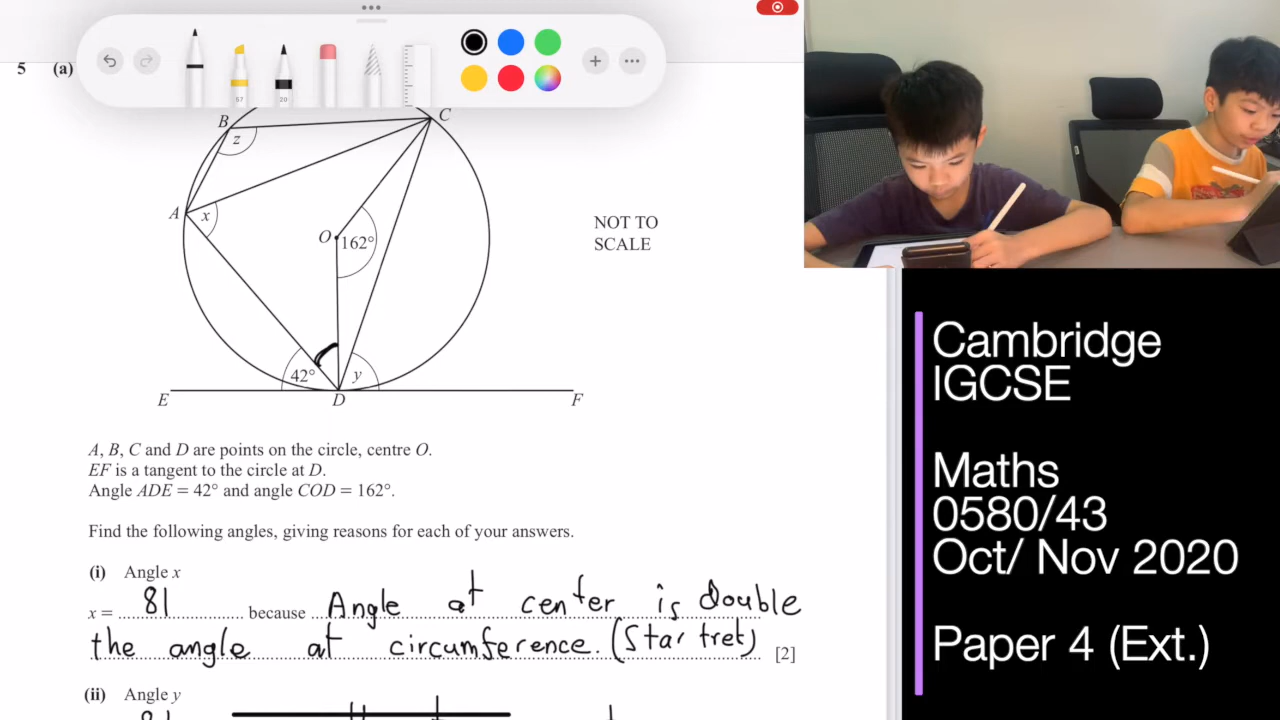 5 (a)
57
20
B
C
z
A
x
O
162°
NOT TO
SCALE
42°
y
E
D
F
A, B, C and D are points on the circle, centre O.
EF is a tangent to the circle at D.
Angle ADE = 42° and angle COD = 162°.
Find the following angles, giving reasons for each of your answers.
(i) Angle x
x = 81 because Angle at center is double
the angle at circumference. (Star tret) [2]
(ii) Angle y
81
Cambridge
IGCSE
Maths
0580/43
Oct/ Nov 2020
Paper 4 (Ext.)